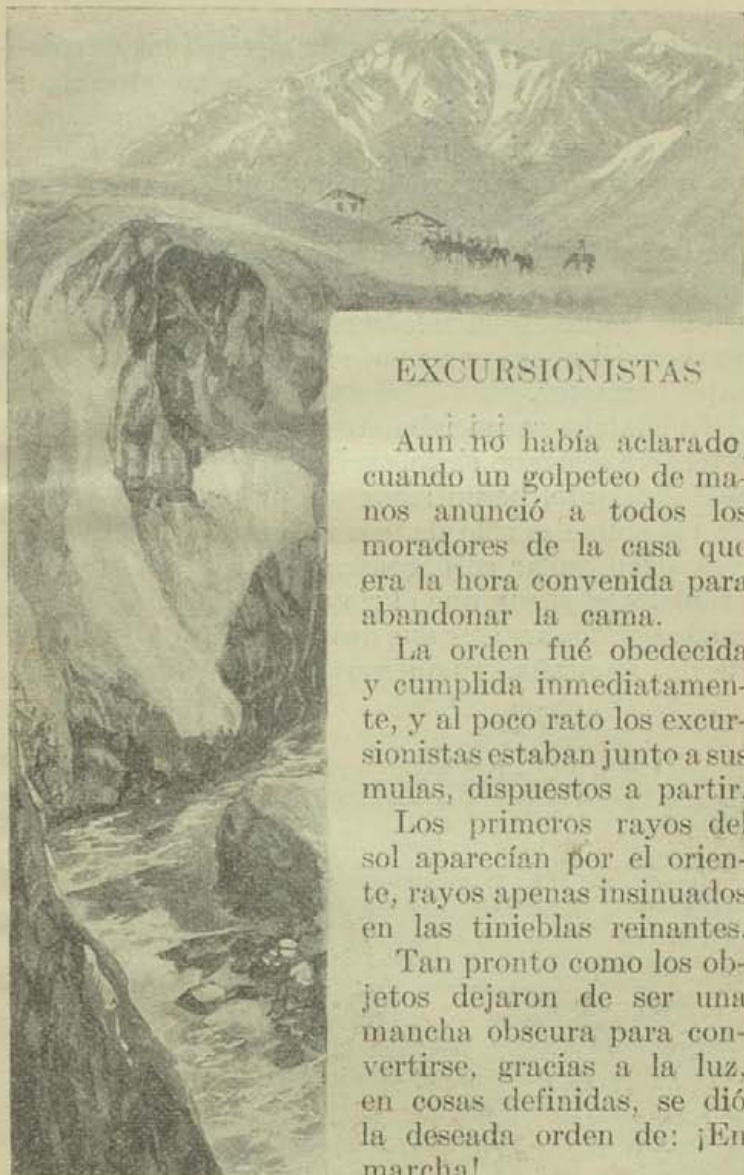 EXCURSIONISTAS
Aun no había aclarado,
cuando un golpeteo de ma-
nos anunció a todos los
moradores de la casa que
era la hora convenida para
abandonar la cama.
La orden fué obedecida
y cumplida inmediatamen-
te, y al poco rato los excur-
sionistas estaban junto a sus
mulas, dispuestos a partir.
Los primeros rayos del
sol aparecían por el orien-
te, rayos apenas insinuados
en las tinieblas reinantes.
Tan pronto como los ob-
jetos dejaron de ser una
mancha obscura para con-
vertirse, gracias a la luz,
en cosas definidas, se dió
la deseada orden de: ¡En
marcha!